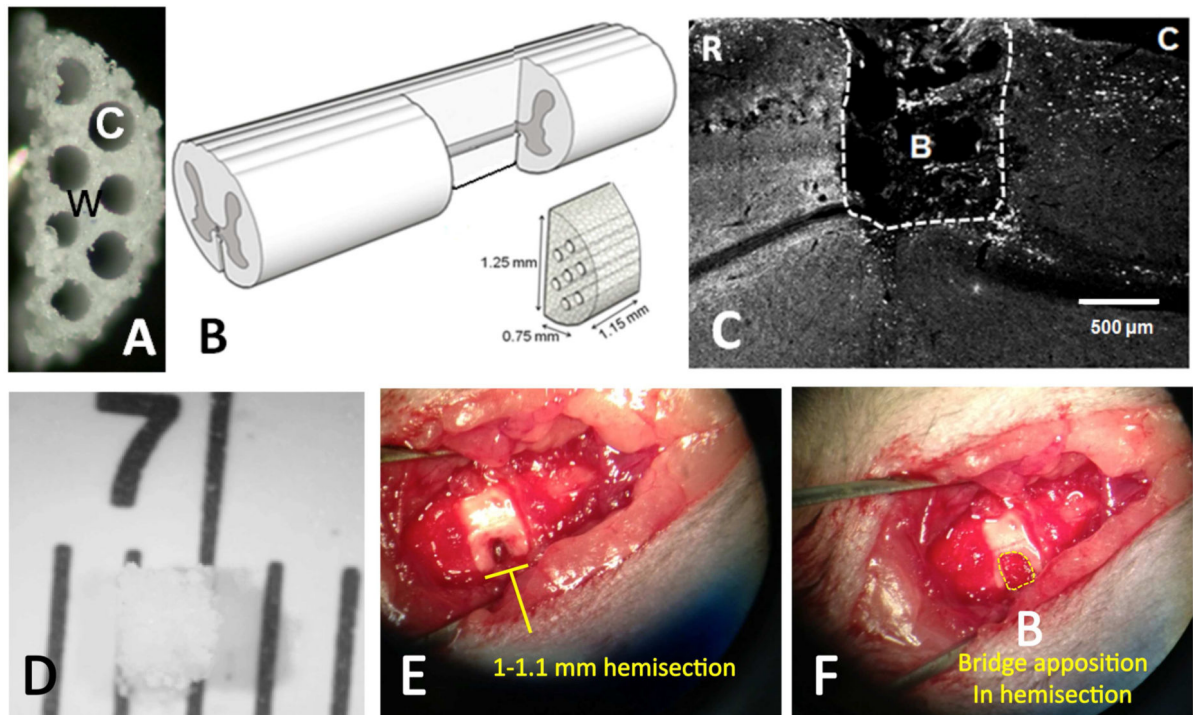 C
W
A
B
1.25 mm
0.75 mm
1.15 mm
R
C
B
C
500 µm
7
D
E
1-1.1 mm hemisection
F
B
Bridge apposition
In hemisection